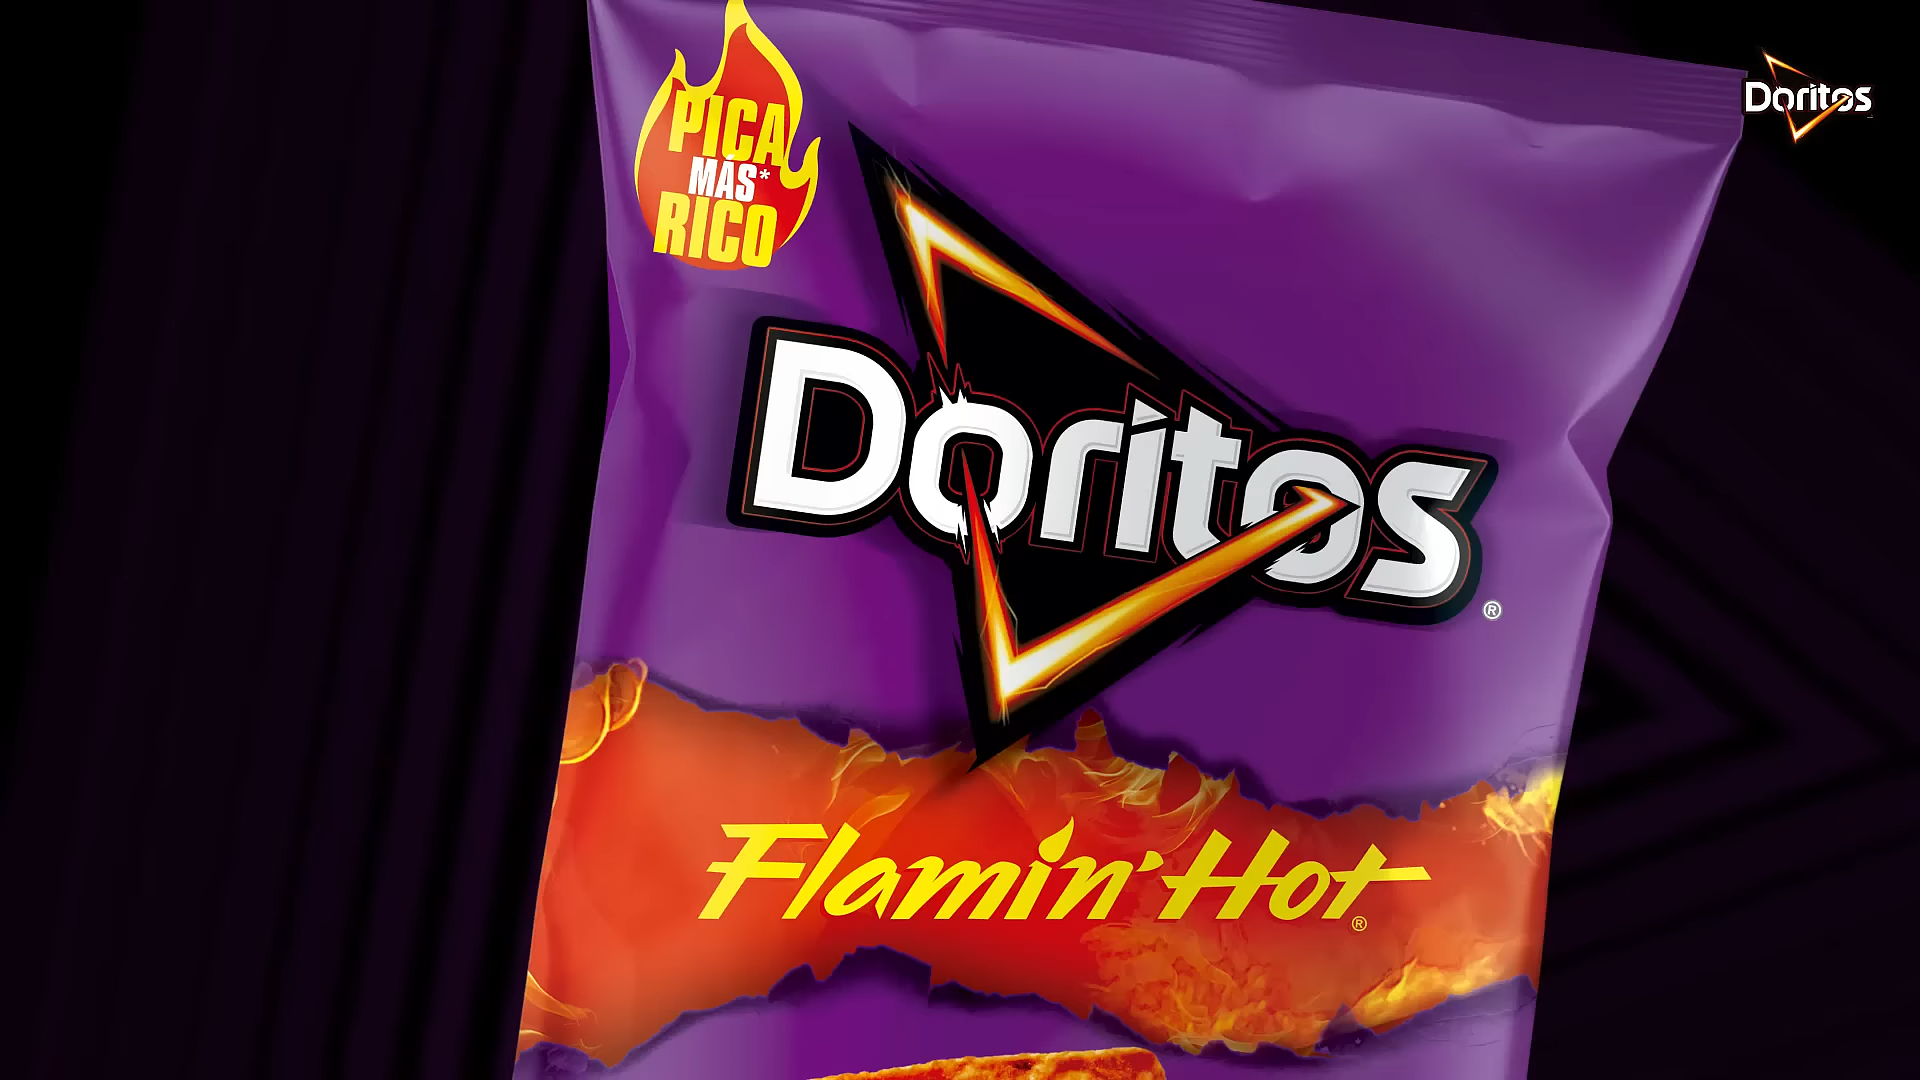 PICA
MÁS*
RICO
Doritos
Doritos
®
Flamin' Hot
®